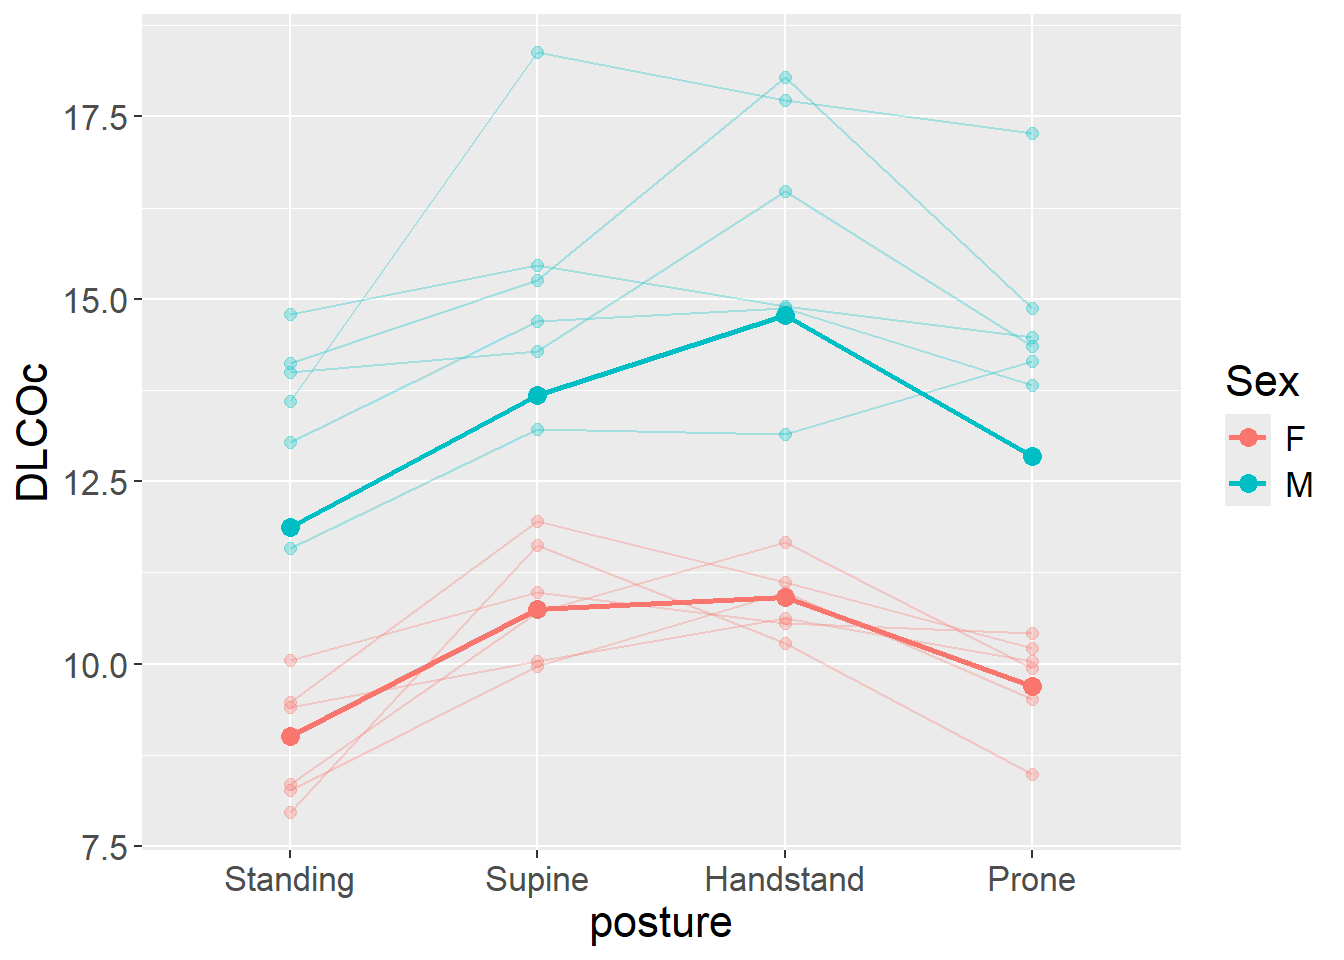 17.5
15.0
12.5
10.0
7.5
DLCOc
Standing Supine Handstand Prone
posture
Sex
F
M